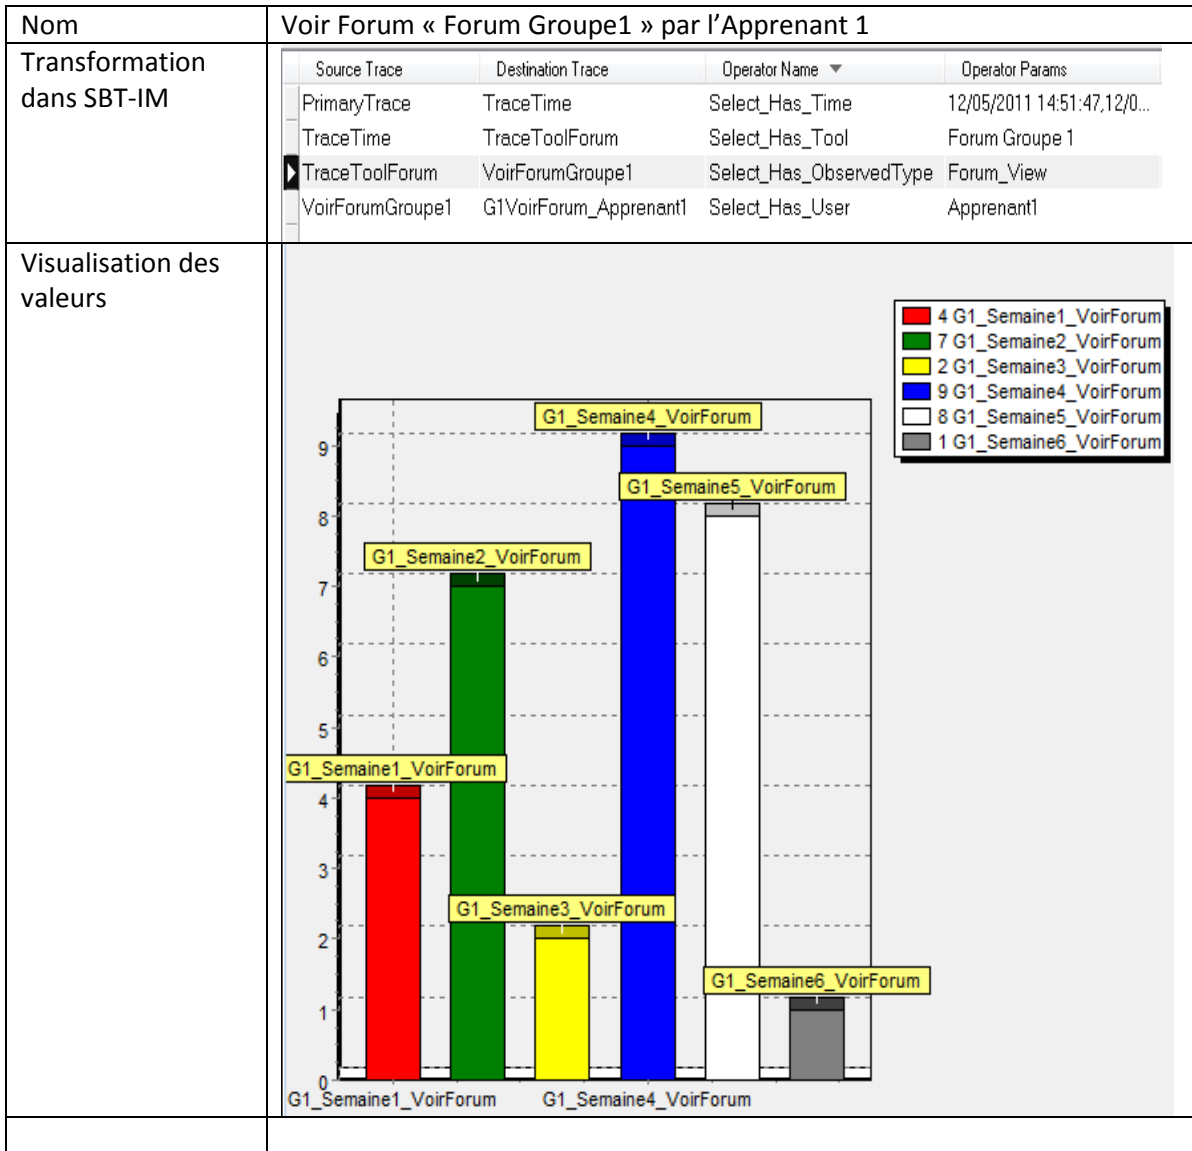 Nom
Voir Forum « Forum Groupe1 » par l’Apprenant 1
Transformation
dans SBT-IM
Source Trace Destination Trace Operator Name Operator Params
PrimaryTrace TraceTime Select_Has_Time 12/05/2011 14:51:47,12/0...
TraceTime TraceToolForum Select_Has_Tool Forum Groupe 1
TraceToolForum VoirForumGroupe1 Select_Has_ObservedType Forum_View
VoirForumGroupe1 G1VoirForum_Apprenant1 Select_Has_User Apprenant1
Visualisation des
valeurs
4 G1_Semaine1_VoirForum
7 G1_Semaine2_VoirForum
2 G1_Semaine3_VoirForum
9 G1_Semaine4_VoirForum
8 G1_Semaine5_VoirForum
1 G1_Semaine6_VoirForum
G1_Semaine4_VoirForum
9
G1_Semaine5_VoirForum
8
G1_Semaine2_VoirForum
7
6
5
G1_Semaine1_VoirForum
4
3
G1_Semaine3_VoirForum
2
G1_Semaine6_VoirForum
1
0
G1_Semaine1_VoirForum G1_Semaine4_VoirForum